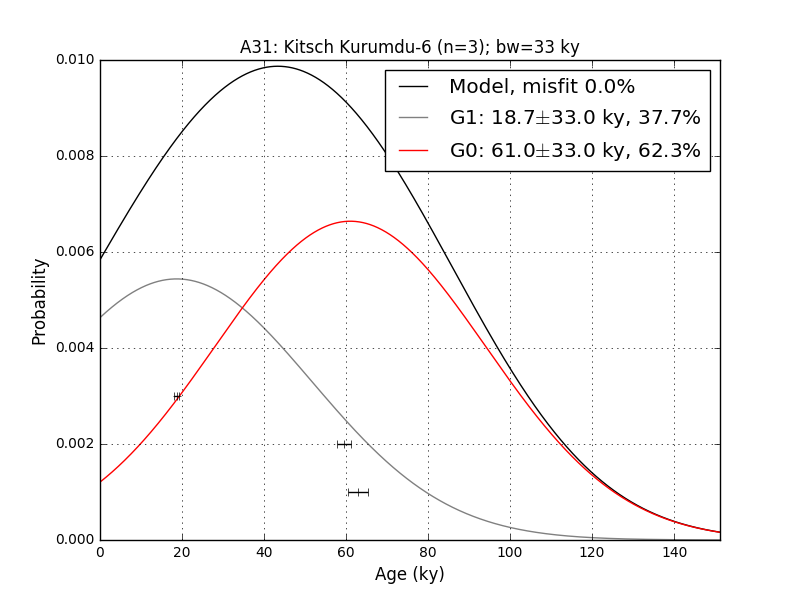 A31: Kitsch Kurumdu-6 (n=3); bw=33 ky
Model, misfit 0.0%
G1: 18.7±33.0 ky, 37.7%
G0: 61.0±33.0 ky, 62.3%
0.010
0.008
0.006
0.004
0.002
0.000
Probability
0 20 40 60 80 100 120 140
Age (ky)